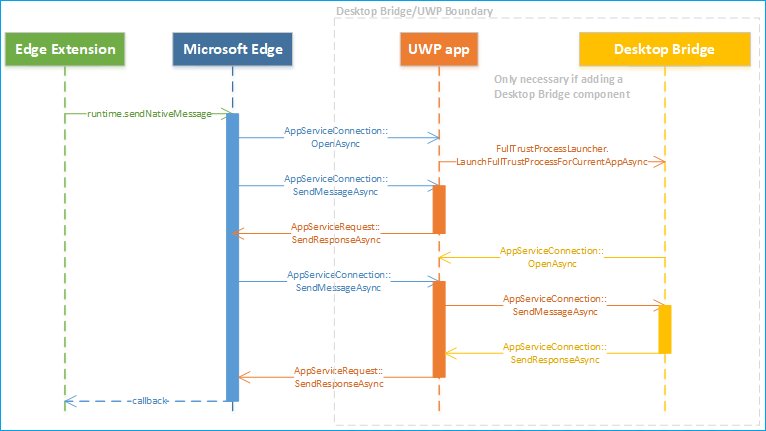 Desktop Bridge/UWP Boundary
Edge Extension
Microsoft Edge
UWP app
Desktop Bridge
Only necessary if adding a
Desktop Bridge component
runtime.sendNativeMessage
AppServiceConnection::
OpenAsync
FullTrustProcessLauncher.
LaunchFullTrustProcessForCurrentAppAsync
AppServiceConnection::
SendMessageAsync
AppServiceRequest::
SendResponseAsync
AppServiceConnection::
OpenAsync
AppServiceConnection::
SendMessageAsync
AppServiceConnection::
SendMessageAsync
AppServiceConnection::
SendResponseAsync
AppServiceRequest::
SendResponseAsync
callback